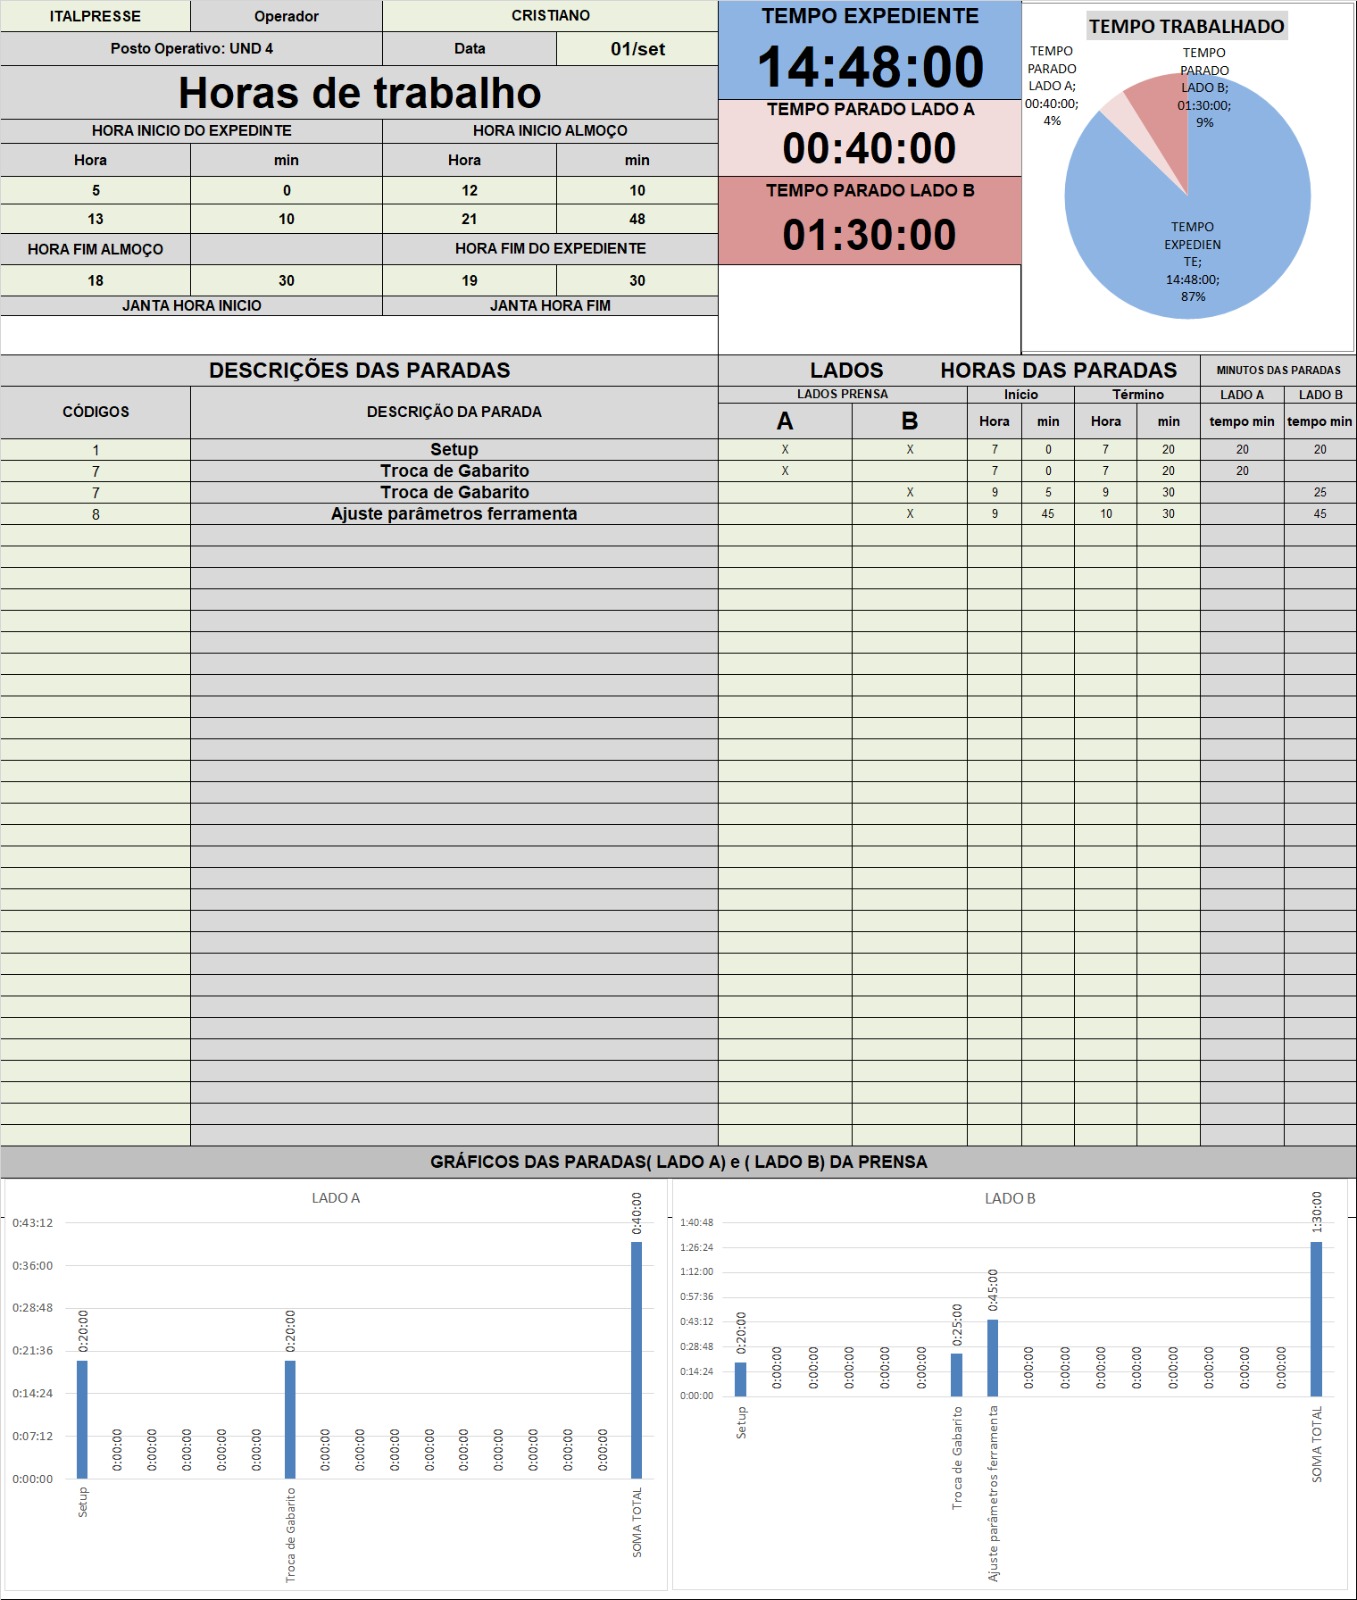 ITALPRESSE Operador CRISTIANO
Posto Operativo: UND 4 Data 01/set
Horas de trabalho
HORA INICIO DO EXPEDINTE HORA INICIO ALMOÇO
Hora min Hora min
5 0 12 10
13 10 21 48
HORA FIM ALMOÇO HORA FIM DO EXPEDIENTE
18 30 19 30
JANTA HORA INICIO JANTA HORA FIM
TEMPO EXPEDIENTE
14:48:00
TEMPO PARADO LADO A
00:40:00
TEMPO PARADO LADO B
01:30:00
TEMPO TRABALHADO
TEMPO
PARADO
LADO A;
00:40:00;
4%
TEMPO
PARADO
LADO B;
01:30:00;
9%
TEMPO
EXPEDIEN
TE;
14:48:00;
87%
DESCRIÇÕES DAS PARADAS LADOS HORAS DAS PARADAS MINUTOS DAS PARADAS
CÓDIGOS DESCRIÇÃO DA PARADA LADOS PRENSA Início Término LADO A LADO B
A B Hora min Hora min tempo min tempo min
1 Setup X X 7 0 7 20 20 20
7 Troca de Gabarito X 7 0 7 20 20
7 Troca de Gabarito X 9 5 9 30 25
8 Ajuste parâmetros ferramenta X 9 45 10 30 45
GRÁFICOS DAS PARADAS( LADO A) e ( LADO B) DA PRENSA
LADO A
0:43:12
0:36:00
0:28:48
0:21:36
0:14:24
0:07:12
0:00:00
0:20:00 0:00:00 0:00:00 0:00:00 0:00:00 0:00:00 0:20:00 0:00:00 0:00:00 0:00:00 0:00:00 0:00:00 0:00:00 0:00:00 0:00:00 0:00:00 0:40:00
Setup Troca de Gabarito SOMA TOTAL
LADO B
1:40:48
1:26:24
1:12:00
0:57:36
0:43:12
0:28:48
0:14:24
0:00:00
0:20:00 0:00:00 0:00:00 0:00:00 0:00:00 0:00:00 0:25:00 0:45:00 0:00:00 0:00:00 0:00:00 0:00:00 0:00:00 0:00:00 0:00:00 0:00:00 1:30:00
Setup Troca de Gabarito Ajuste parâmetros ferramenta SOMA TOTAL